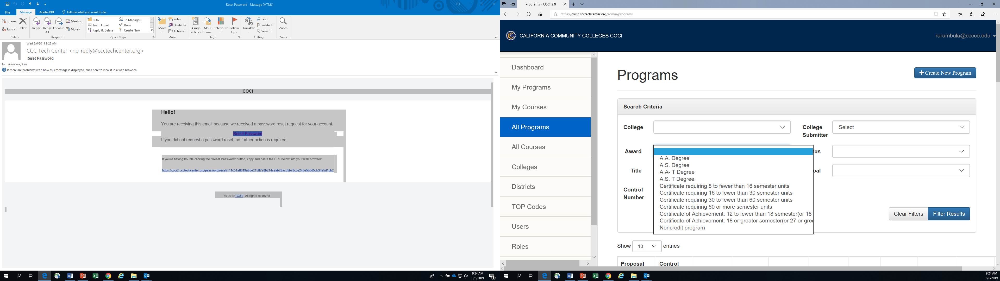 Reset Password - Message (HTML)
File Message Adobe PDF Tell me what you want to do...
Ignore
Junk
Delete
Delete
Reply
Reply All
Forward
Meeting
More
Respond
BOG
Team Email
Reply & Delete
To Manager
Done
Create New
Quick Steps
Move
Rules
OneNote
Actions
Move
Assign Policy
Mark Unread
Categorize
Follow Up
Tags
Translate
Find
Related
Select
Editing
Zoom
Zoom
Wed 3/6/2019 9:23 AM
CCC Tech Center <no-reply@ccctechcenter.org>
Reset Password
To Arambula, Raul
If there are problems with how this message is displayed, click here to view it in a web browser.
COCI
Hello!
You are receiving this email because we received a password reset request for your account.
Reset Password
If you did not request a password reset, no further action is required.
If you're having trouble clicking the "Reset Password" button, copy and paste the URL below into your web browser:
https://coci2.ccctechcenter.org/password/reset/111c51aff619a85e215ff728b214c9ab28acd5b78cce240e5b6d5cb34e5d1db2
© 2019 COCI. All rights reserved.
9:24 AM
3/6/2019
3
Programs - COCI 2.0
https://coci2.ccctechcenter.org/admin/programs
CALIFORNIA COMMUNITY COLLEGES COCI
rarambula@cccco.edu
Dashboard
My Programs
My Courses
All Programs
All Courses
Colleges
Districts
TOP Codes
Users
Roles
Programs
Create New Program
Search Criteria
College
College Submitter
Select
Award
tus
A.A. Degree
A.S. Degree
A.A- T Degree
A.S. T Degree
Certificate requiring 8 to fewer than 16 semester units
Certificate requiring 16 to fewer than 30 semester units
Certificate requiring 30 to fewer than 60 semester units
Certificate requiring 60 or more semester units
Certificate of Achievement: 12 to fewer than 18 semester(or 18
Certificate of Achievement: 18 or greater semester(or 27 or grea
Noncredit program
Title
oal
Control Number
Clear Filters
Filter Results
Show 10 entries
Proposal
Control
9:24 AM
3/6/2019